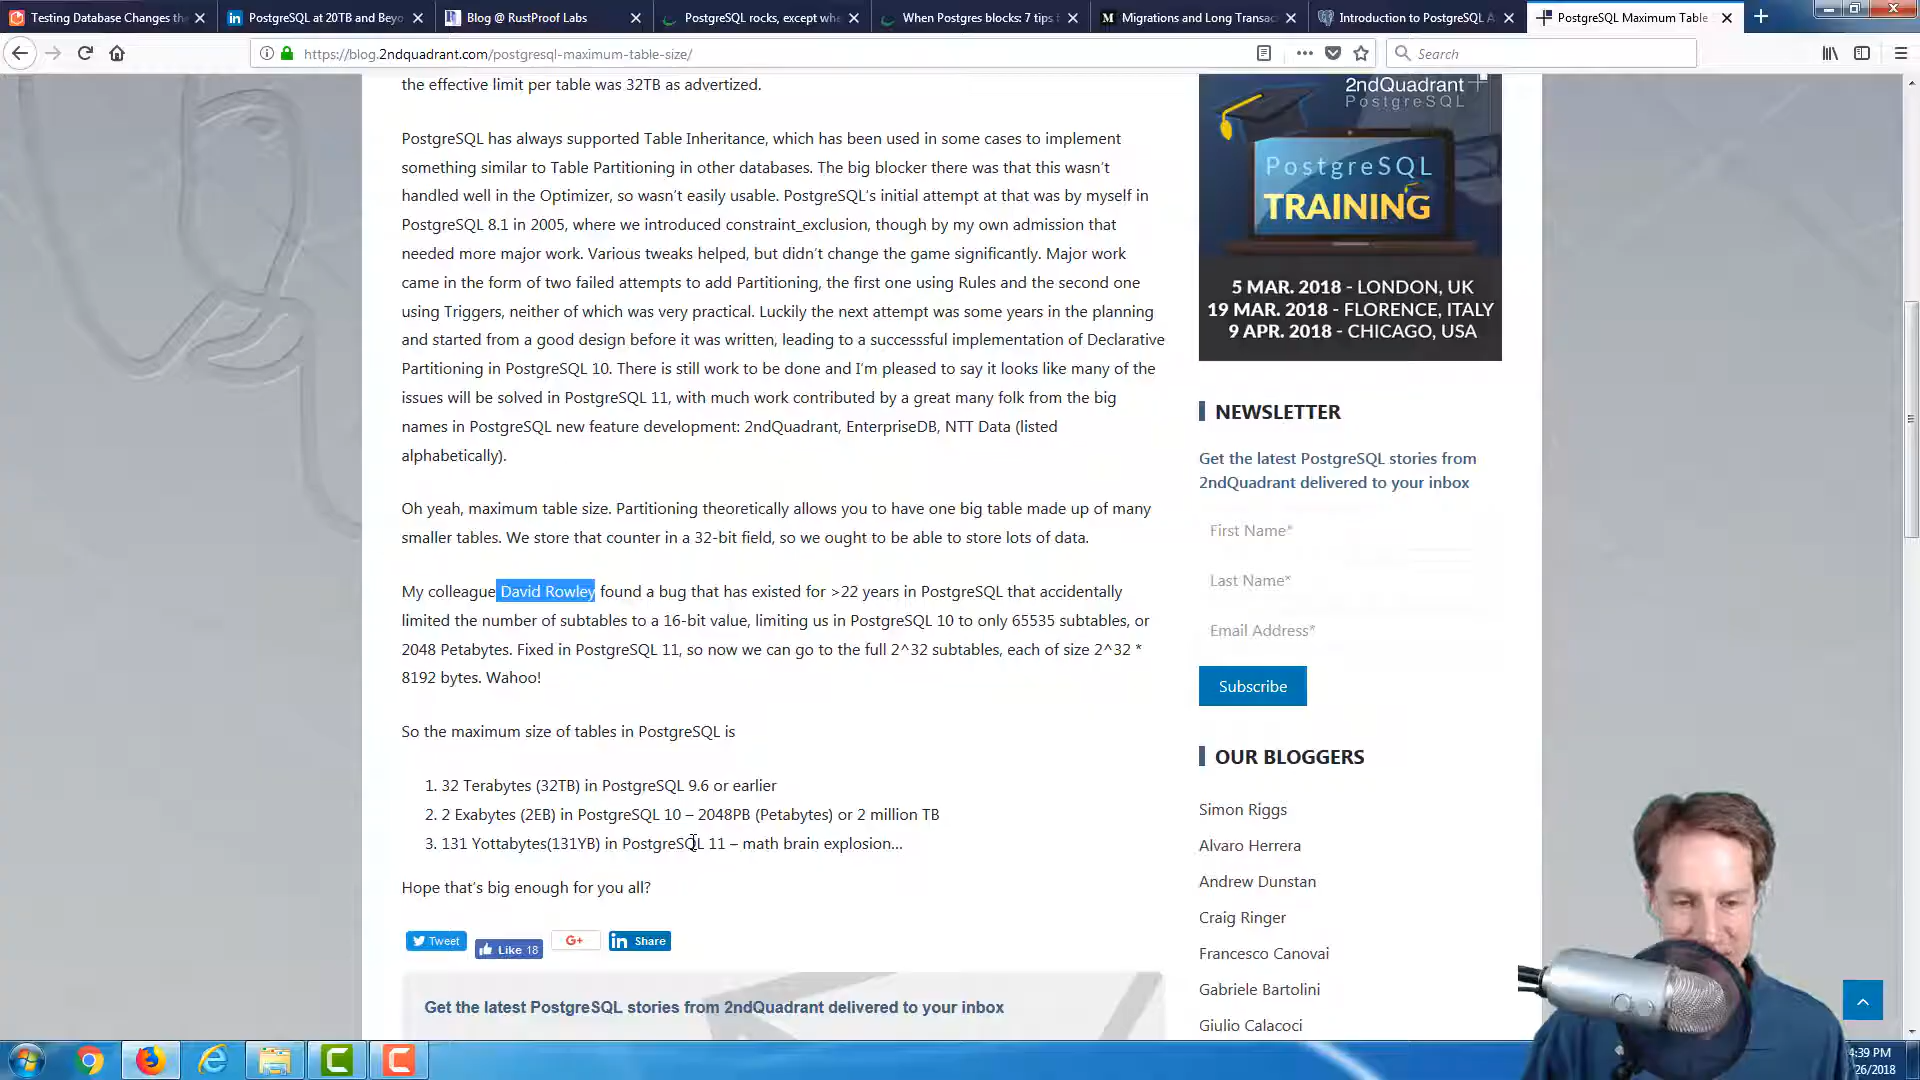 Testing Database Changes the
PostgreSQL at 20TB and Beyo
Blog @ RustProof Labs
PostgreSQL rocks, except whe
When Postgres blocks: 7 tips f
Migrations and Long Transac
Introduction to PostgreSQL A
PostgreSQL Maximum Table
https://blog.2ndquadrant.com/postgresql-maximum-table-size/
Search
the effective limit per table was 32TB as advertized.
PostgreSQL has always supported Table Inheritance, which has been used in some cases to implement
something similar to Table Partitioning in other databases. The big blocker there was that this wasn't
handled well in the Optimizer, so wasn't easily usable. PostgreSQL's initial attempt at that was by myself in
PostgreSQL 8.1 in 2005, where we introduced constraint_exclusion, though by my own admission that
needed more major work. Various tweaks helped, but didn't change the game significantly. Major work
came in the form of two failed attempts to add Partitioning, the first one using Rules and the second one
using Triggers, neither of which was very practical. Luckily the next attempt was some years in the planning
and started from a good design before it was written, leading to a successsful implementation of Declarative
Partitioning in PostgreSQL 10. There is still work to be done and I'm pleased to say it looks like many of the
issues will be solved in PostgreSQL 11, with much work contributed by a great many folk from the big
names in PostgreSQL new feature development: 2ndQuadrant, EnterpriseDB, NTT Data (listed
alphabetically).
Oh yeah, maximum table size. Partitioning theoretically allows you to have one big table made up of many
smaller tables. We store that counter in a 32-bit field, so we ought to be able to store lots of data.
My colleague David Rowley found a bug that has existed for >22 years in PostgreSQL that accidentally
limited the number of subtables to a 16-bit value, limiting us in PostgreSQL 10 to only 65535 subtables, or
2048 Petabytes. Fixed in PostgreSQL 11, so now we can go to the full 2^32 subtables, each of size 2^32 *
8192 bytes. Wahoo!
So the maximum size of tables in PostgreSQL is
1. 32 Terabytes (32TB) in PostgreSQL 9.6 or earlier
2. 2 Exabytes (2EB) in PostgreSQL 10 – 2048PB (Petabytes) or 2 million TB
3. 131 Yottabytes(131YB) in PostgreSQL 11 – math brain explosion...
Hope that's big enough for you all?
Tweet
Like 18
G+
in Share
Get the latest PostgreSQL stories from 2ndQuadrant delivered to your inbox
2ndQuadrant
PostgreSQL
PostgreSQL
TRAINING
5 MAR. 2018 - LONDON, UK
19 MAR. 2018 - FLORENCE, ITALY
9 APR. 2018 - CHICAGO, USA
NEWSLETTER
Get the latest PostgreSQL stories from
2ndQuadrant delivered to your inbox
First Name*
Last Name*
Email Address*
Subscribe
OUR BLOGGERS
Simon Riggs
Alvaro Herrera
Andrew Dunstan
Craig Ringer
Francesco Canovai
Gabriele Bartolini
Giulio Calacoci
4:39 PM
/26/2018